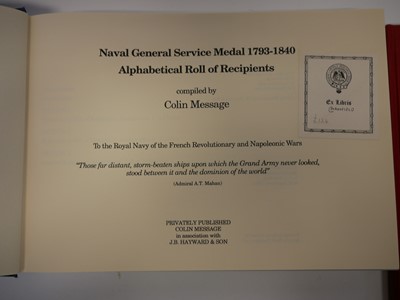 Naval General Service Medal 1793-1840
Alphabetical Roll of Recipients
compiled by
Colin Message
Ex Libris
To the Royal Navy of the French Revolutionary and Napoleonic Wars
"Those far distant, storm-beaten ships upon which the Grand Army never looked,
stood between it and the dominion of the world"
(Admiral A.T. Mahan)
PRIVATELY PUBLISHED
COLIN MESSAGE
in association with
J.B. HAYWARD & SON